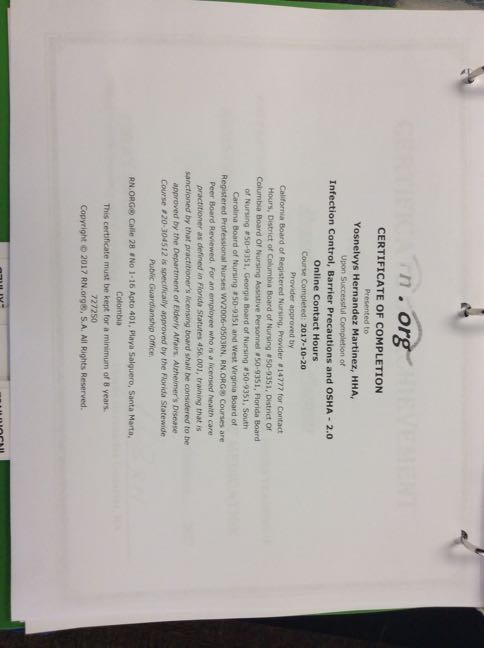 rn.org
CERTIFICATE OF COMPLETION
Presented to
Yosnelvys Hernandez Martinez, HHA,
Upon Successful Completion of
Infection Control, Barrier Precautions and OSHA - 2.0
Online Contact Hours
Course Completed: 2017-10-20
Provider approved by
California Board of Registered Nursing, Provider #14777 for Contact
Hours, District of Columbia Board of Nursing #50-9351, District Of
Columbia Board Of Nursing Assistive Personnel #50-9351, Florida Board
of Nursing #50-9351, Georgia Board of Nursing #50-9351, South
Carolina Board of Nursing #50-9351 and West Virginia Board of
Registered Professional Nurses WV2006-0503RN. RN.ORG® Courses are
Peer Board Reviewed. For an employee who is a licensed health care
practitioner as defined in Florida Statutes 456.001, training that is
sanctioned by that practitioner's licensing board shall be considered to be
approved by the Department of Elderly Affairs. Alzheimer's Disease
Course #20-304512 is specifically approved by the Florida Statewide
Public Guardianship Office.
RN.ORG® Calle 28 #No 1-16 Apto 401, Playa Salguero, Santa Marta,
Colombia
This certificate must be kept for a minimum of 8 years.
727250
Copyright © 2017 RN.org®, S.A. All Rights Reserved.